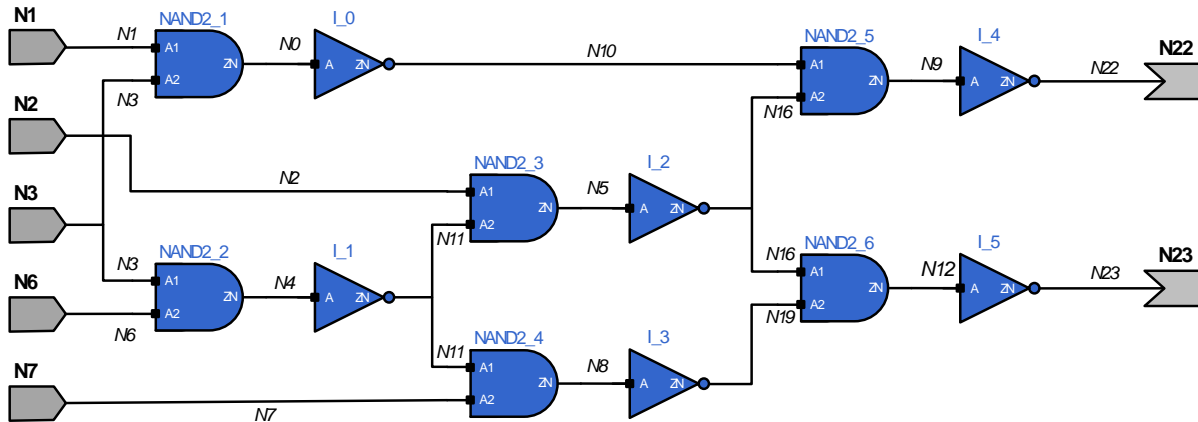 N1
NAND2_1
I_0
N1
A1
A2
ZN
N0
A
ZN
N3
N10
NAND2_5
I_4
A1
A2
ZN
N9
A
ZN
N22
N22
N16
N2
N2
NAND2_3
I_2
A1
A2
ZN
N5
A
ZN
N11
N3
N3
NAND2_2
I_1
A1
A2
ZN
N4
A
ZN
N6
N6
N16
NAND2_6
I_5
A1
A2
ZN
N12
A
ZN
N23
N23
N19
N11
NAND2_4
I_3
A1
A2
ZN
N8
A
ZN
N7
N7